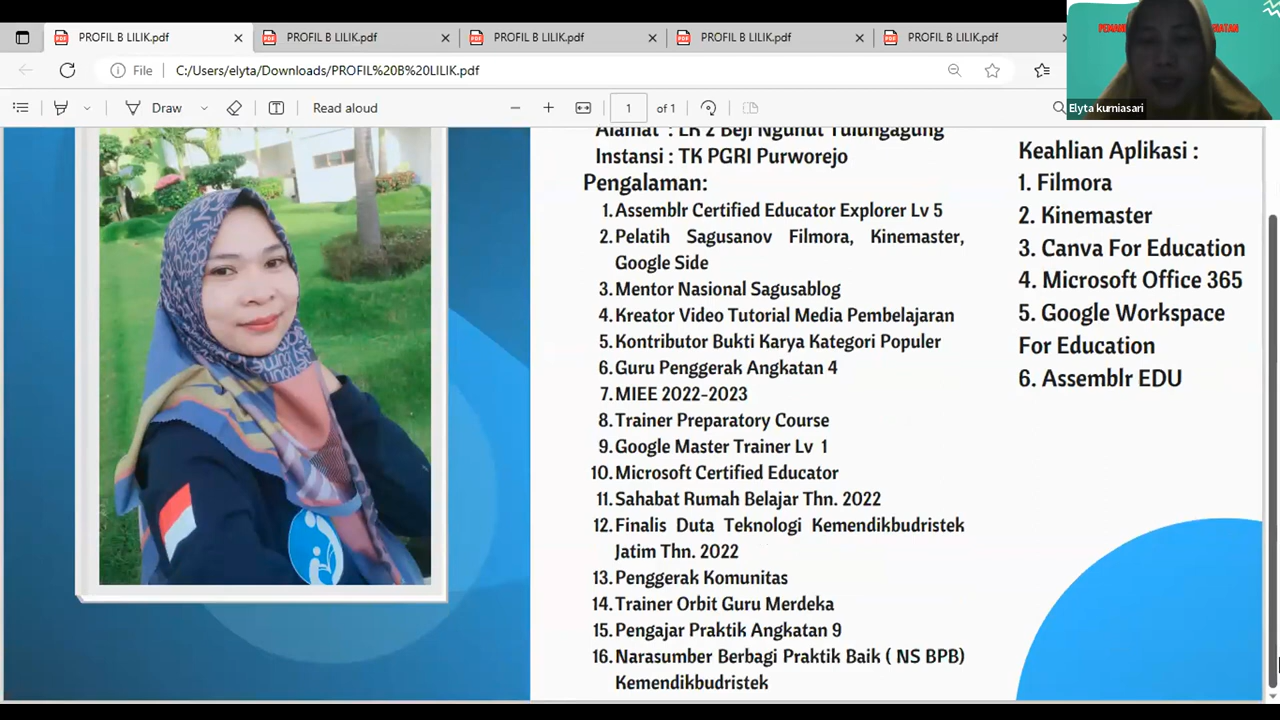 PROFIL B LILIK.pdf
PROFIL B LILIK.pdf
PROFIL B LILIK.pdf
PROFIL B LILIK.pdf
PROFIL B LILIK.pdf
File
C:/Users/elyta/Downloads/PROFIL%20B%20LILIK.pdf
Draw
Read aloud
1 of 1
Elyta kurniasari
Alamat : LK 2 Beji Ngunut Tulungagung
Instansi : TK PGRI Purworejo
Pengalaman:
1. Assemblr Certified Educator Explorer Lv 5
2. Pelatih Sagusanov Filmora, Kinemaster,
Google Side
3. Mentor Nasional Sagusablog
4. Kreator Video Tutorial Media Pembelajaran
5. Kontributor Bukti Karya Kategori Populer
6. Guru Penggerak Angkatan 4
7. MIEE 2022-2023
8. Trainer Preparatory Course
9. Google Master Trainer Lv 1
10. Microsoft Certified Educator
11. Sahabat Rumah Belajar Thn. 2022
12. Finalis Duta Teknologi Kemendikbudristek
Jatim Thn. 2022
13. Penggerak Komunitas
14. Trainer Orbit Guru Merdeka
15. Pengajar Praktik Angkatan 9
16. Narasumber Berbagi Praktik Baik ( NS BPB)
Kemendikbudristek
Keahlian Aplikasi :
1. Filmora
2. Kinemaster
3. Canva For Education
4. Microsoft Office 365
5. Google Workspace
For Education
6. Assemblr EDU